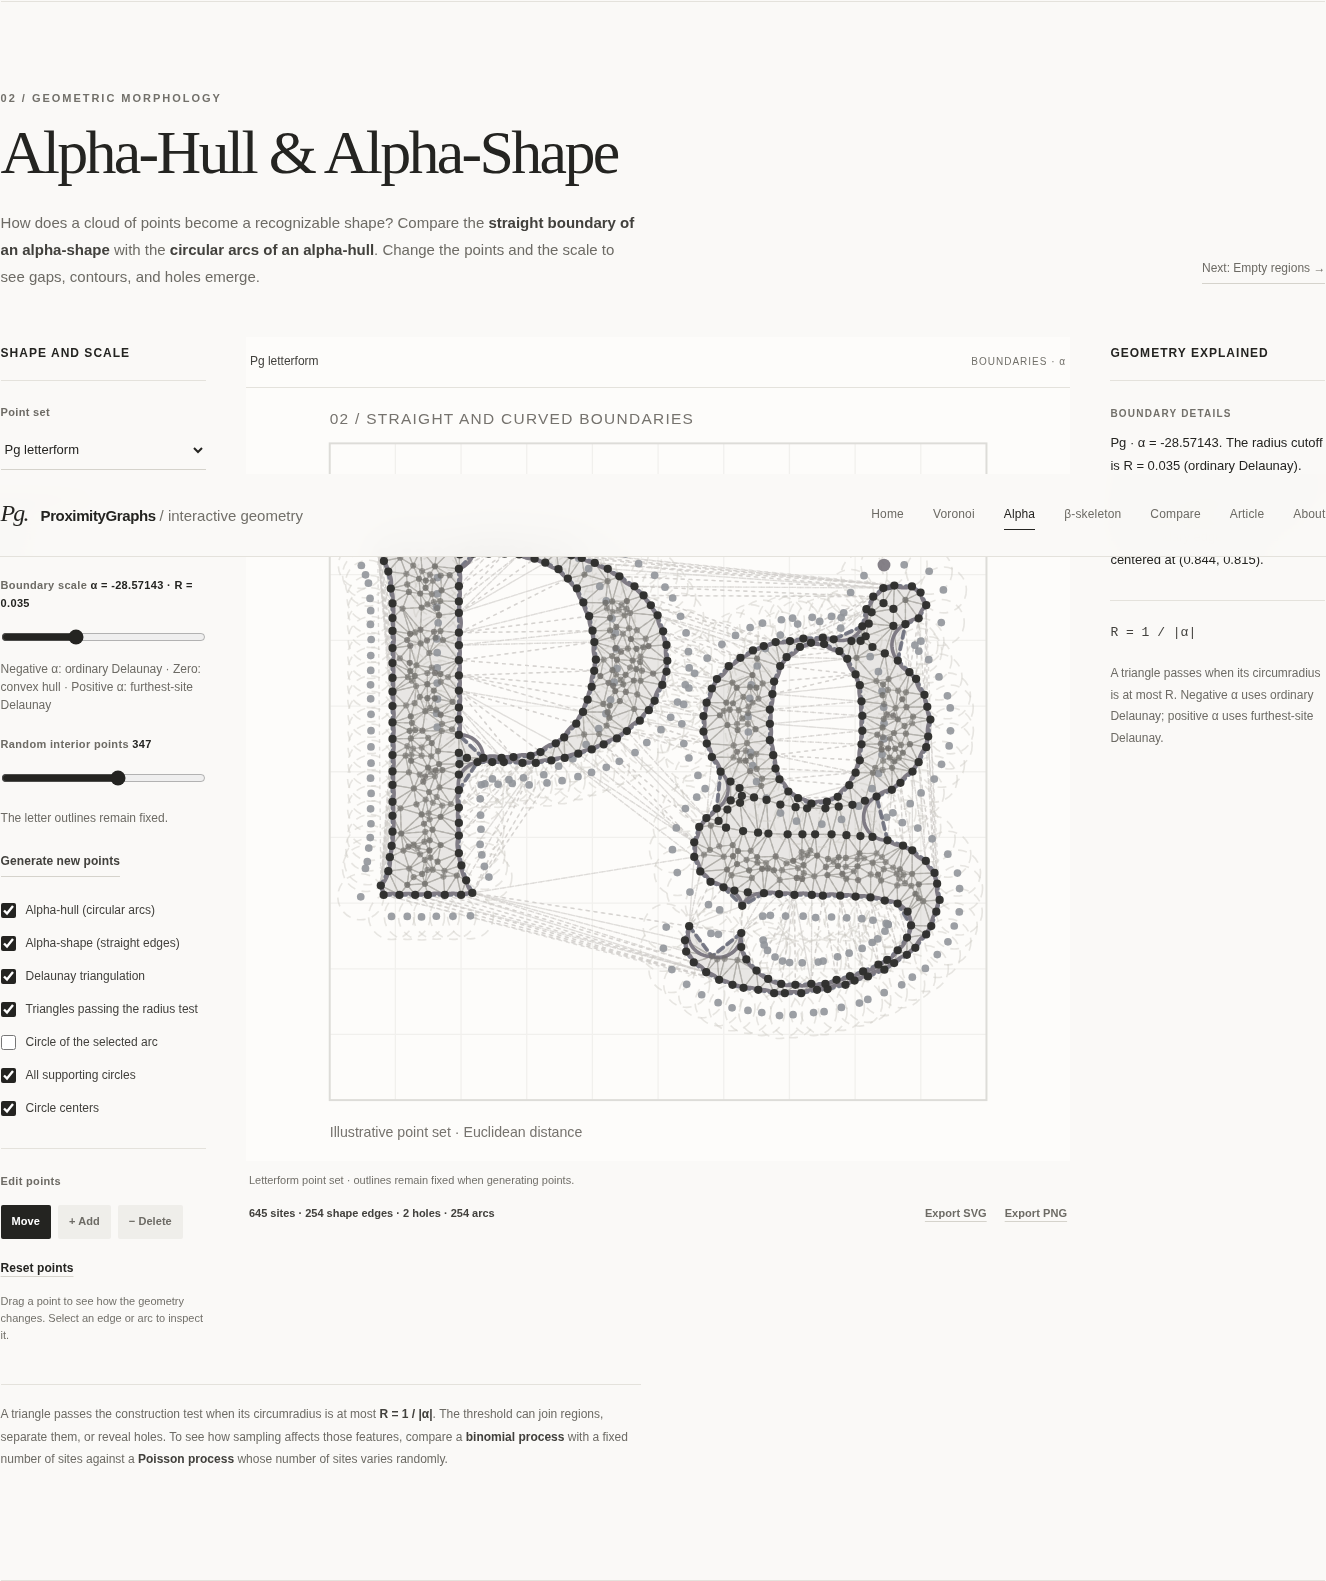 02 / GEOMETRIC MORPHOLOGY
Alpha-Hull & Alpha-Shape
How does a cloud of points become a recognizable shape? Compare the straight boundary of
an alpha-shape with the circular arcs of an alpha-hull. Change the points and the scale to
see gaps, contours, and holes emerge.
Next: Empty regions →
SHAPE AND SCALE
Point set
Pg letterform
Pg letterform
BOUNDARIES · α
02 / STRAIGHT AND CURVED BOUNDARIES
GEOMETRY EXPLAINED
BOUNDARY DETAILS
Pg · α = -28.57143. The radius cutoff
is R = 0.035 (ordinary Delaunay).
Pg. ProximityGraphs / interactive geometry
Home Voronoi Alpha β-skeleton Compare Article About
centered at (0.844, 0.815).
R = 1 / |α|
A triangle passes when its circumradius
is at most R. Negative α uses ordinary
Delaunay; positive α uses furthest-site
Delaunay.
Boundary scale α = -28.57143 · R =
0.035
Negative α: ordinary Delaunay · Zero:
convex hull · Positive α: furthest-site
Delaunay
Random interior points 347
The letter outlines remain fixed.
Generate new points
Alpha-hull (circular arcs)
Alpha-shape (straight edges)
Delaunay triangulation
Triangles passing the radius test
Circle of the selected arc
All supporting circles
Circle centers
Edit points
Move + Add − Delete
Reset points
Drag a point to see how the geometry
changes. Select an edge or arc to inspect
it.
Illustrative point set · Euclidean distance
Letterform point set · outlines remain fixed when generating points.
645 sites · 254 shape edges · 2 holes · 254 arcs
Export SVG Export PNG
A triangle passes the construction test when its circumradius is at most R = 1 / |α|. The threshold can join regions,
separate them, or reveal holes. To see how sampling affects those features, compare a binomial process with a fixed
number of sites against a Poisson process whose number of sites varies randomly.